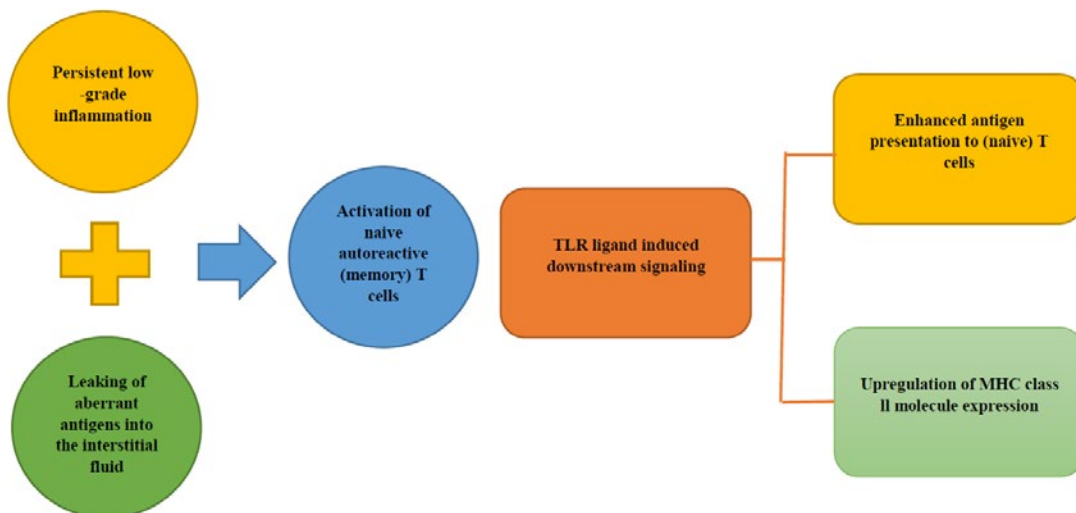 Persistent low
-grade
inflammation
Leaking of
aberrant
antigens into
the interstitial
fluid
Activation of
naive
autoreactive
(memory) T
cells
TLR ligand induced
downstream signaling
Enhanced antigen
presentation to (naive) T
cells
Upregulation of MHC class
ll molecule expression